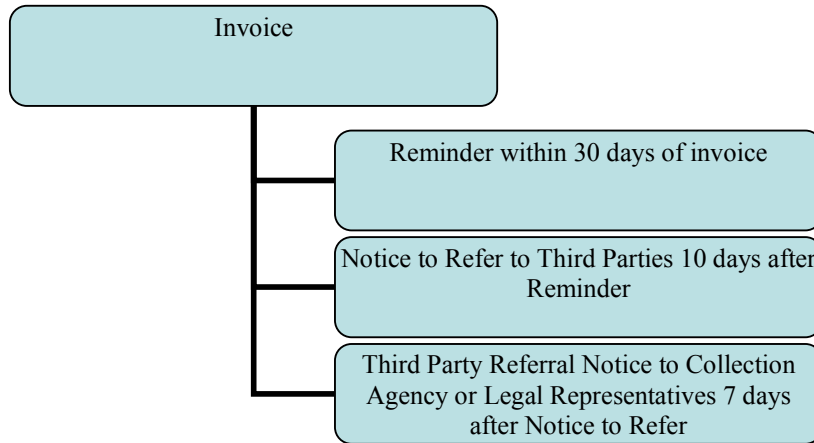 Invoice
Reminder within 30 days of invoice
Notice to Refer to Third Parties 10 days after
Reminder
Third Party Referral Notice to Collection
Agency or Legal Representatives 7 days
after Notice to Refer